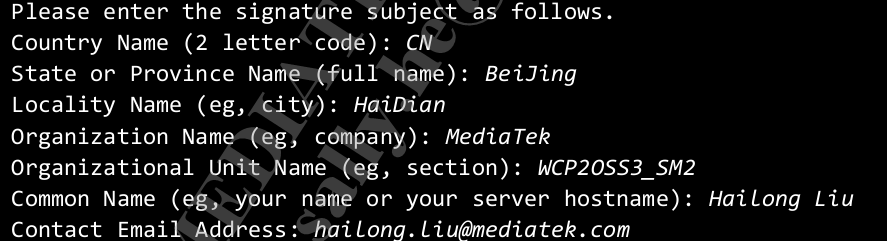 Please enter the signature subject as follows.
Country Name (2 letter code): CN
State or Province Name (full name): BeiJing
Locality Name (eg, city): HaiDian
Organization Name (eg, company): MediaTek
Organizational Unit Name (eg, section): WCP2OSS3_SM2
Common Name (eg, your name or your server hostname): Hailong Liu
Contact Email Address: hailong.liu@mediatek.com